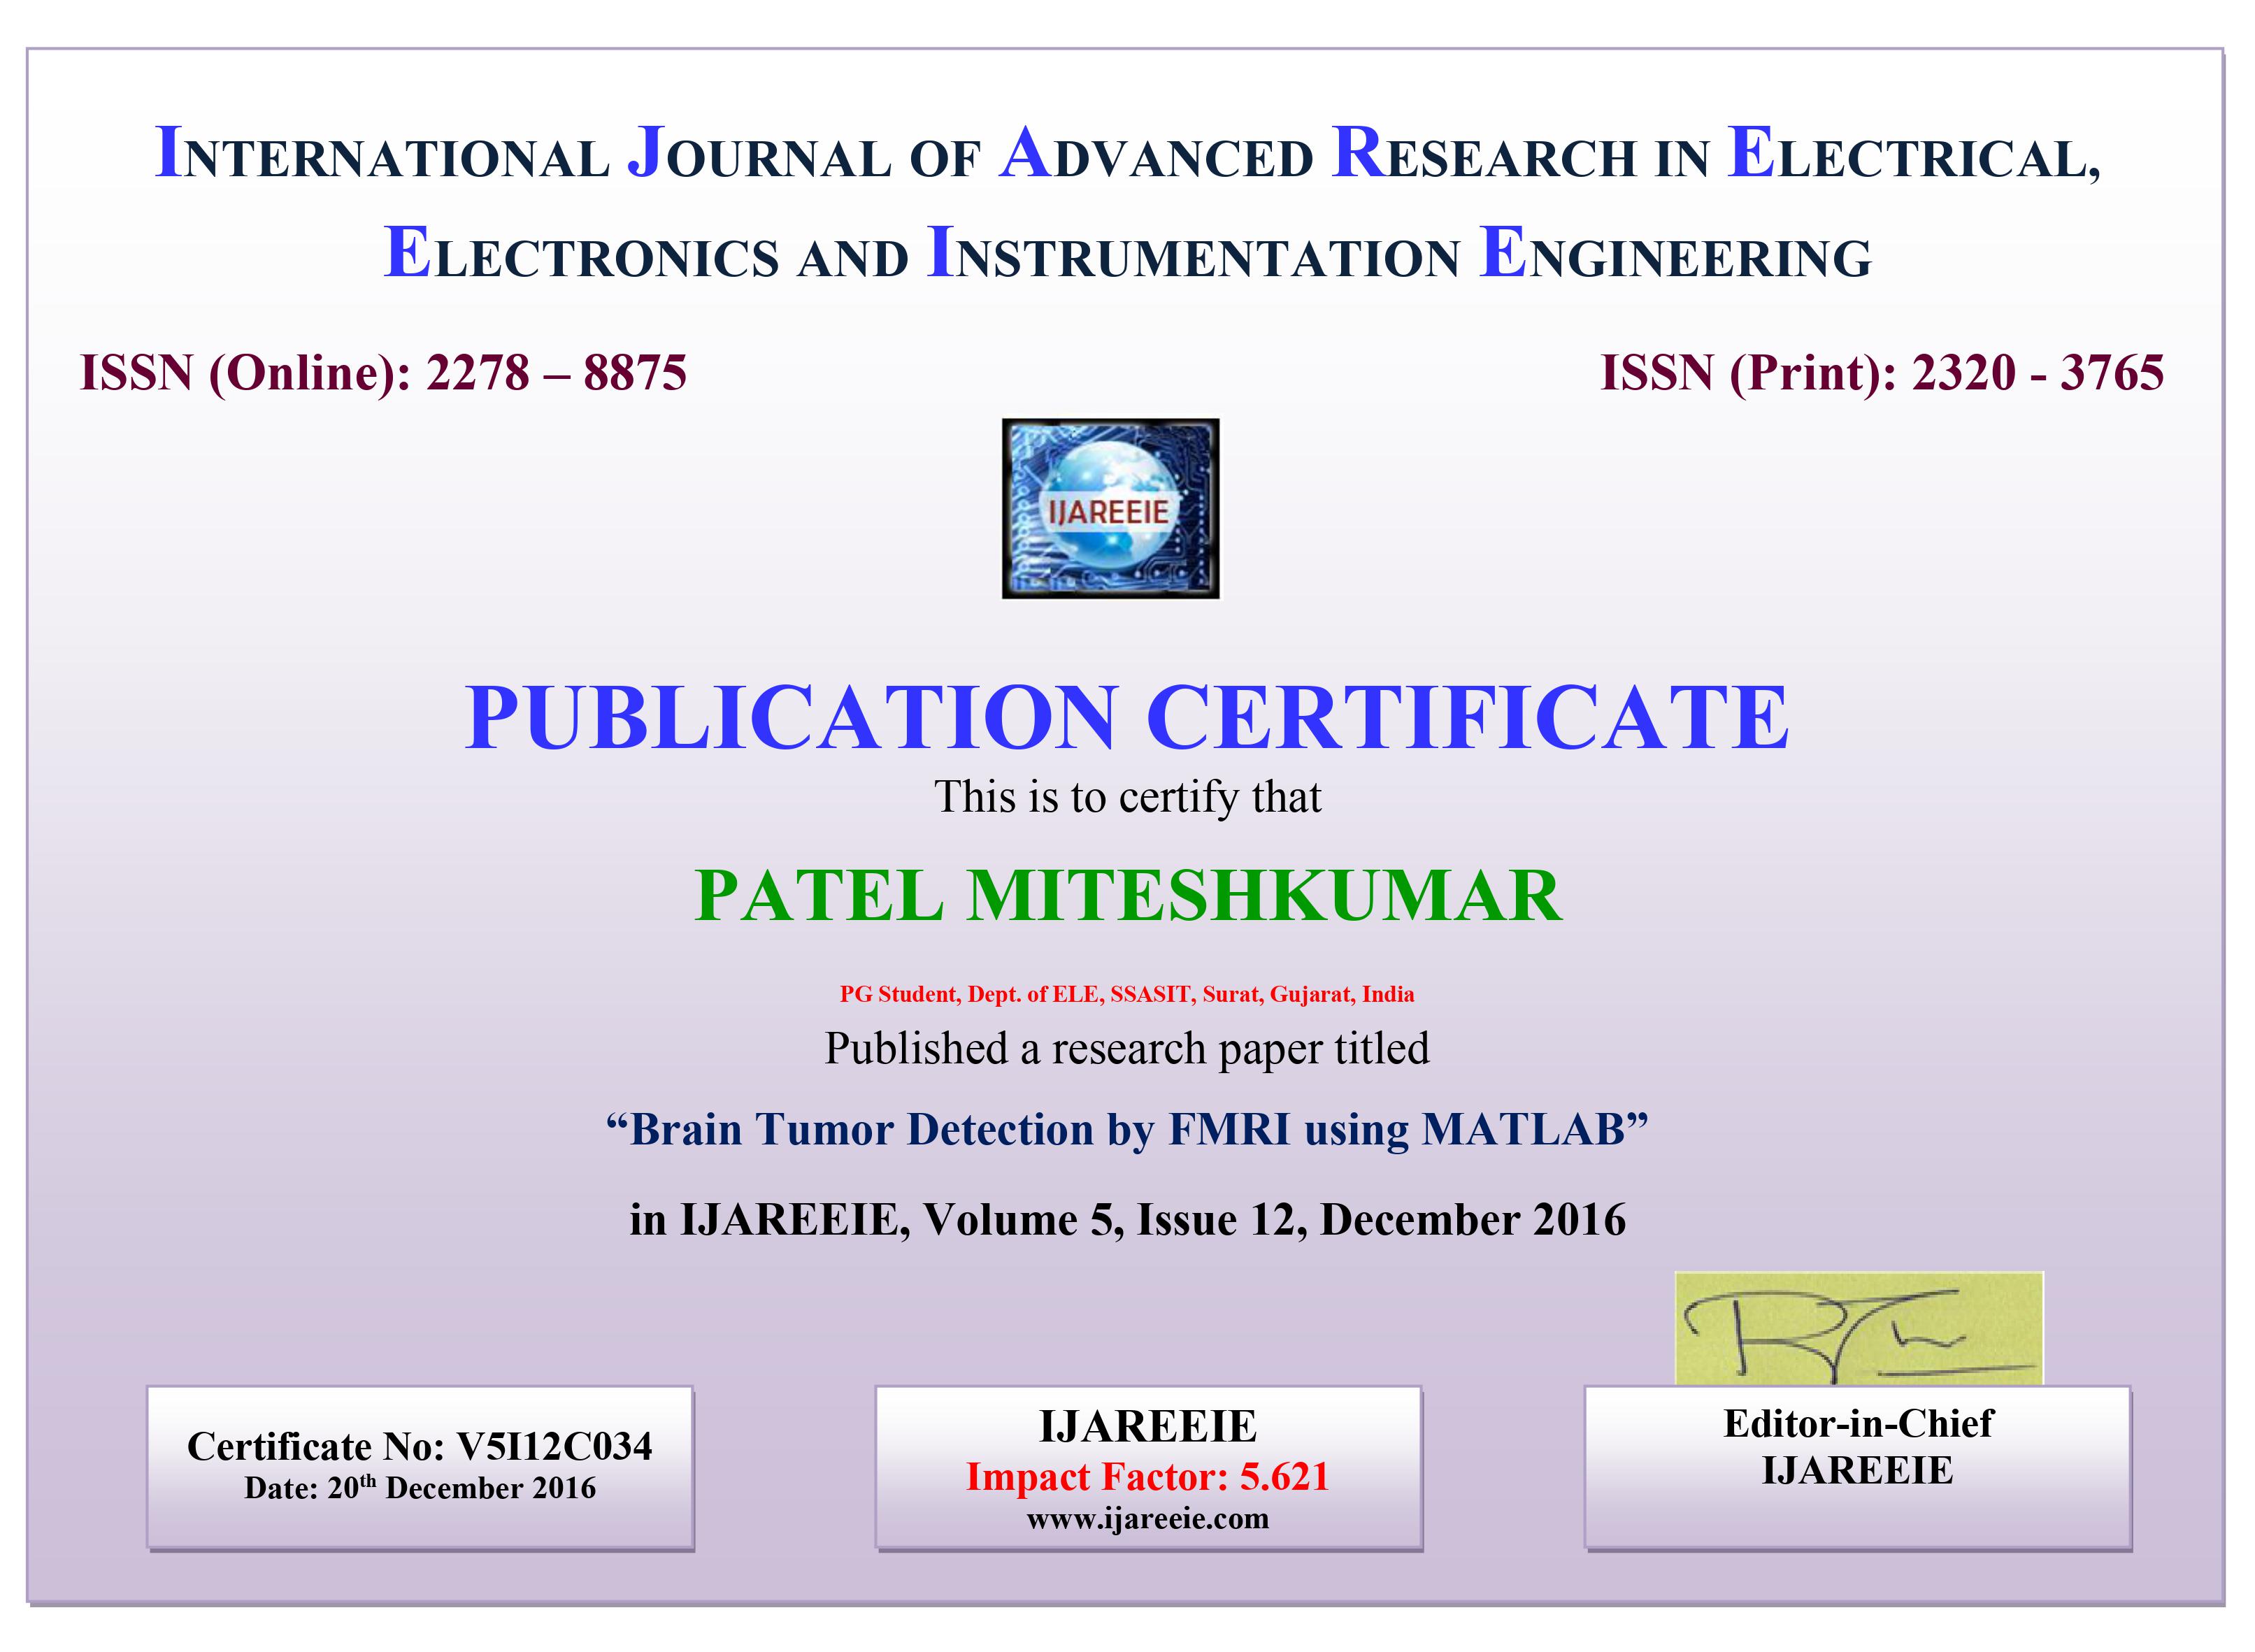 INTERNATIONAL JOURNAL OF ADVANCED RESEARCH IN ELECTRICAL,
ELECTRONICS AND INSTRUMENTATION ENGINEERING
ISSN (Online): 2278 – 8875
ISSN (Print): 2320 - 3765
IJAREEIE
PUBLICATION CERTIFICATE
This is to certify that
PATEL MITESHKUMAR
PG Student, Dept. of ELE, SSASIT, Surat, Gujarat, India
Published a research paper titled
“Brain Tumor Detection by FMRI using MATLAB”
in IJAREEIE, Volume 5, Issue 12, December 2016
Certificate No: V5I12C034
Date: 20th December 2016
IJAREEIE
Impact Factor: 5.621
www.ijareeie.com
Editor-in-Chief
IJAREEIE